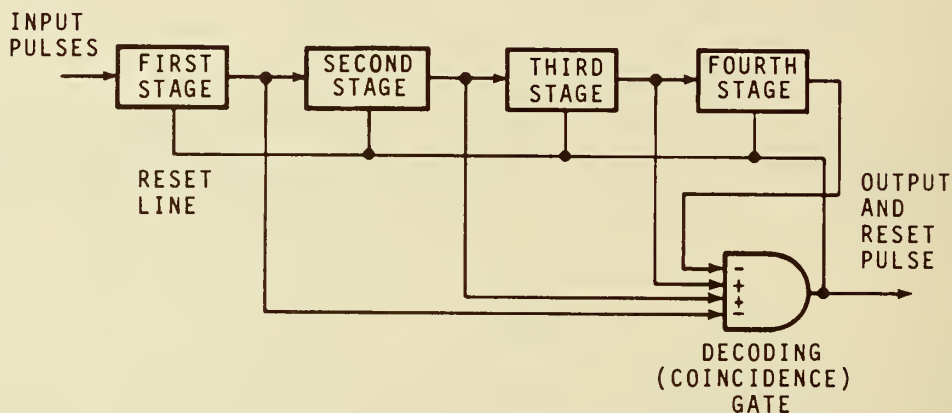 INPUT
PULSES
FIRST
STAGE
SECOND
STAGE
THIRD
STAGE
FOURTH
STAGE
RESET
LINE
OUTPUT
AND
RESET
PULSE
-
+
+
-
DECODING
(COINCIDENCE)
GATE